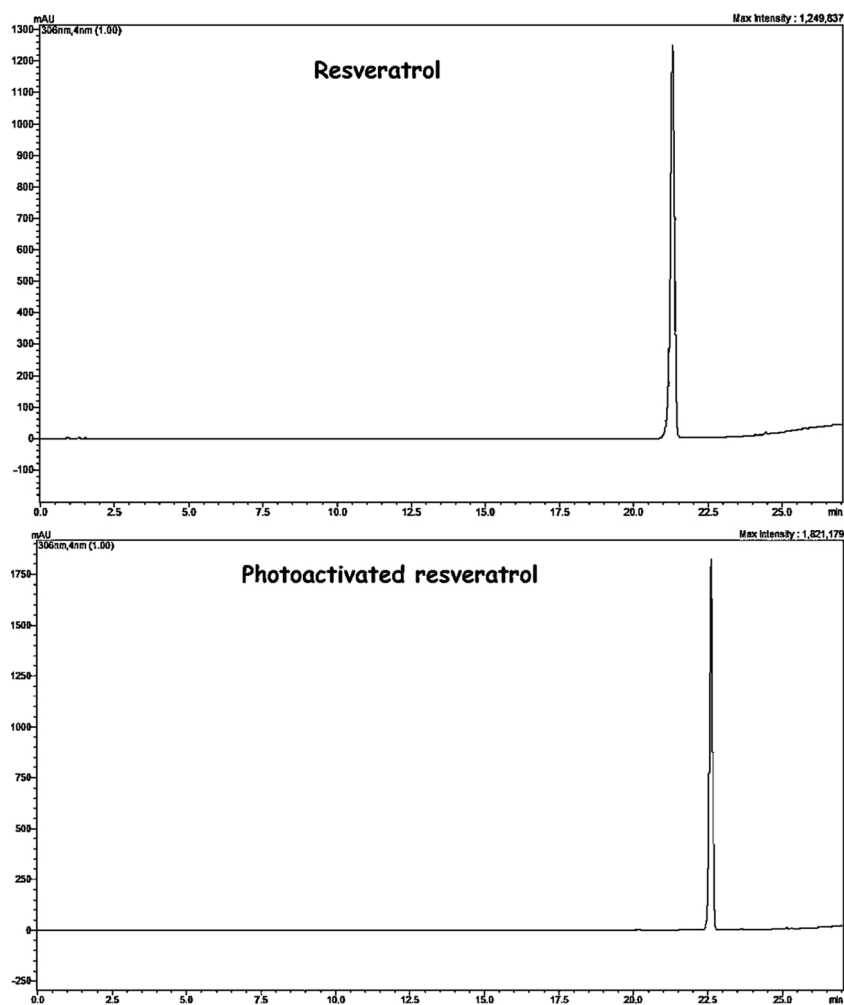 mAU
Max Intensity : 1,249,837
306nm,4nm (1.00)
Resveratrol
1300
1200
1100
1000
900
800
700
600
500
400
300
200
100
0
-100
0.0 2.5 5.0 7.5 10.0 12.5 15.0 17.5 20.0 22.5 25.0 min
mAU
Max Intensity : 1,821,179
306nm,4nm (1.00)
Photoactivated resveratrol
1750
1500
1250
1000
750
500
250
0
-250
0.0 2.5 5.0 7.5 10.0 12.5 15.0 17.5 20.0 22.5 25.0 min